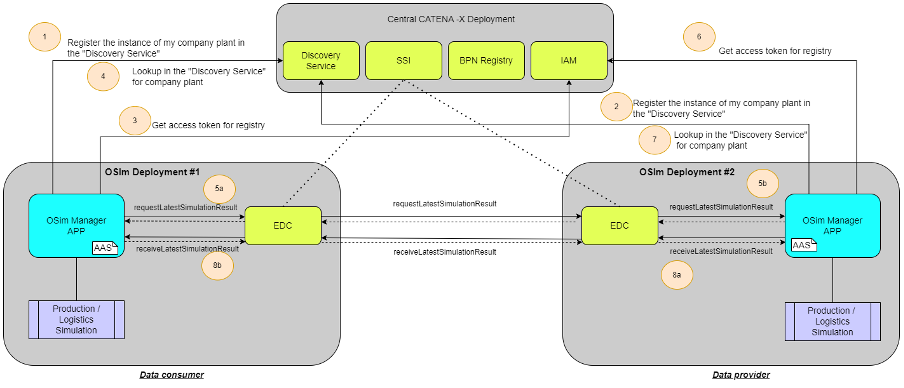 Central CATENA -X Deployment
Discovery
Service
SSI
BPN Registry
IAM
1
Register the instance of my company plant in
the "Discovery Service"
4
Lookup in the "Discovery Service"
for company plant
3
Get access token for registry
6
Get access token for registry
2
Register the instance of my company plant in
the "Discovery Service"
7
Lookup in the "Discovery Service"
for company plant
OSIm Deployment #1
5a
requestLatestSimulationResult
OSim Manager
APP
AAS
EDC
receiveLatestSimulationResult
8b
Production /
Logistics
Simulation
requestLatestSimulationResult
receiveLatestSimulationResult
OSIm Deployment #2
5b
requestLatestSimulationResult
EDC
OSim Manager
APP
AAS
receiveLatestSimulationResult
8a
Production /
Logistics
Simulation
Data consumer
Data provider